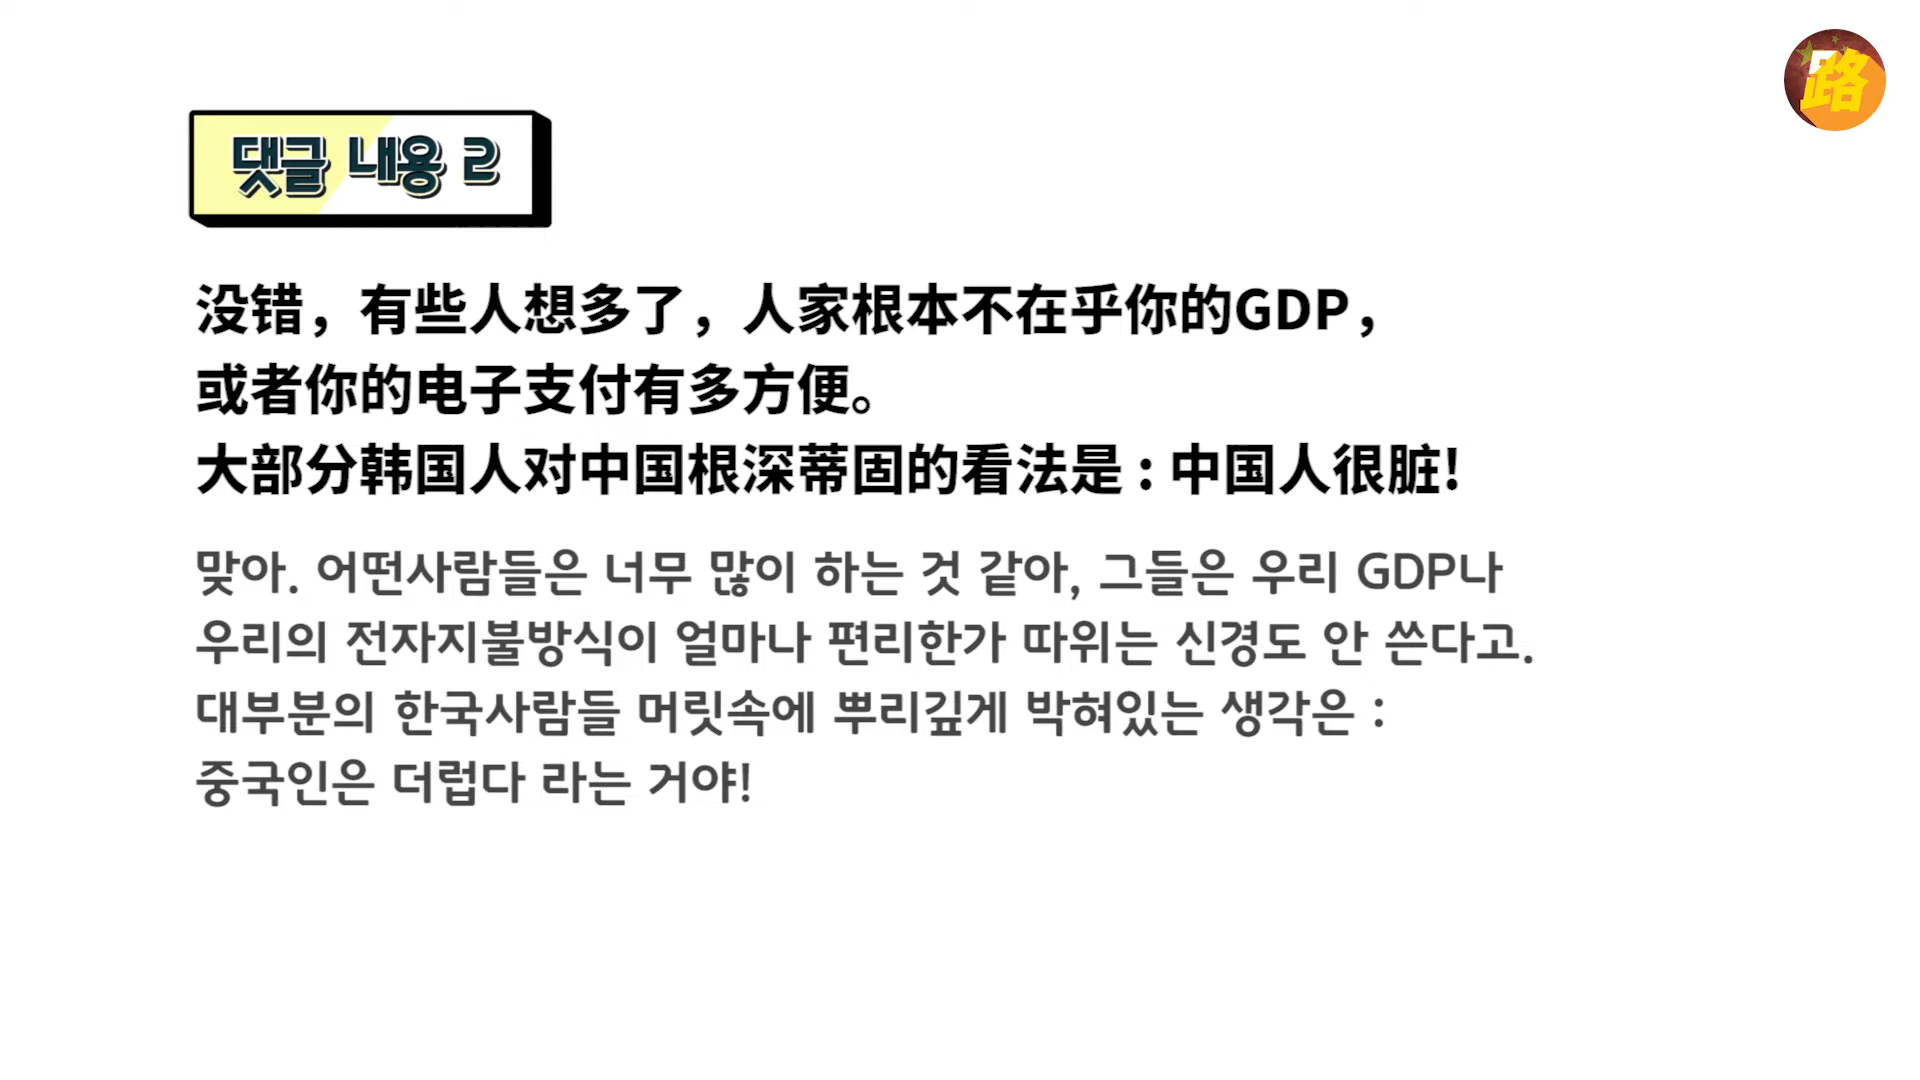 路
댓글 내용 2
没错，有些人想多了，人家根本不在乎你的GDP，
或者你的电子支付有多方便。
大部分韩国人对中国根深蒂固的看法是 : 中国人很脏!
맞아. 어떤사람들은 너무 많이 하는 것 같아, 그들은 우리 GDP나
우리의 전자지불방식이 얼마나 편리한가 따위는 신경도 안 쓴다고.
대부분의 한국사람들 머릿속에 뿌리깊게 박혀있는 생각은 :
중국인은 더럽다 라는 거야!